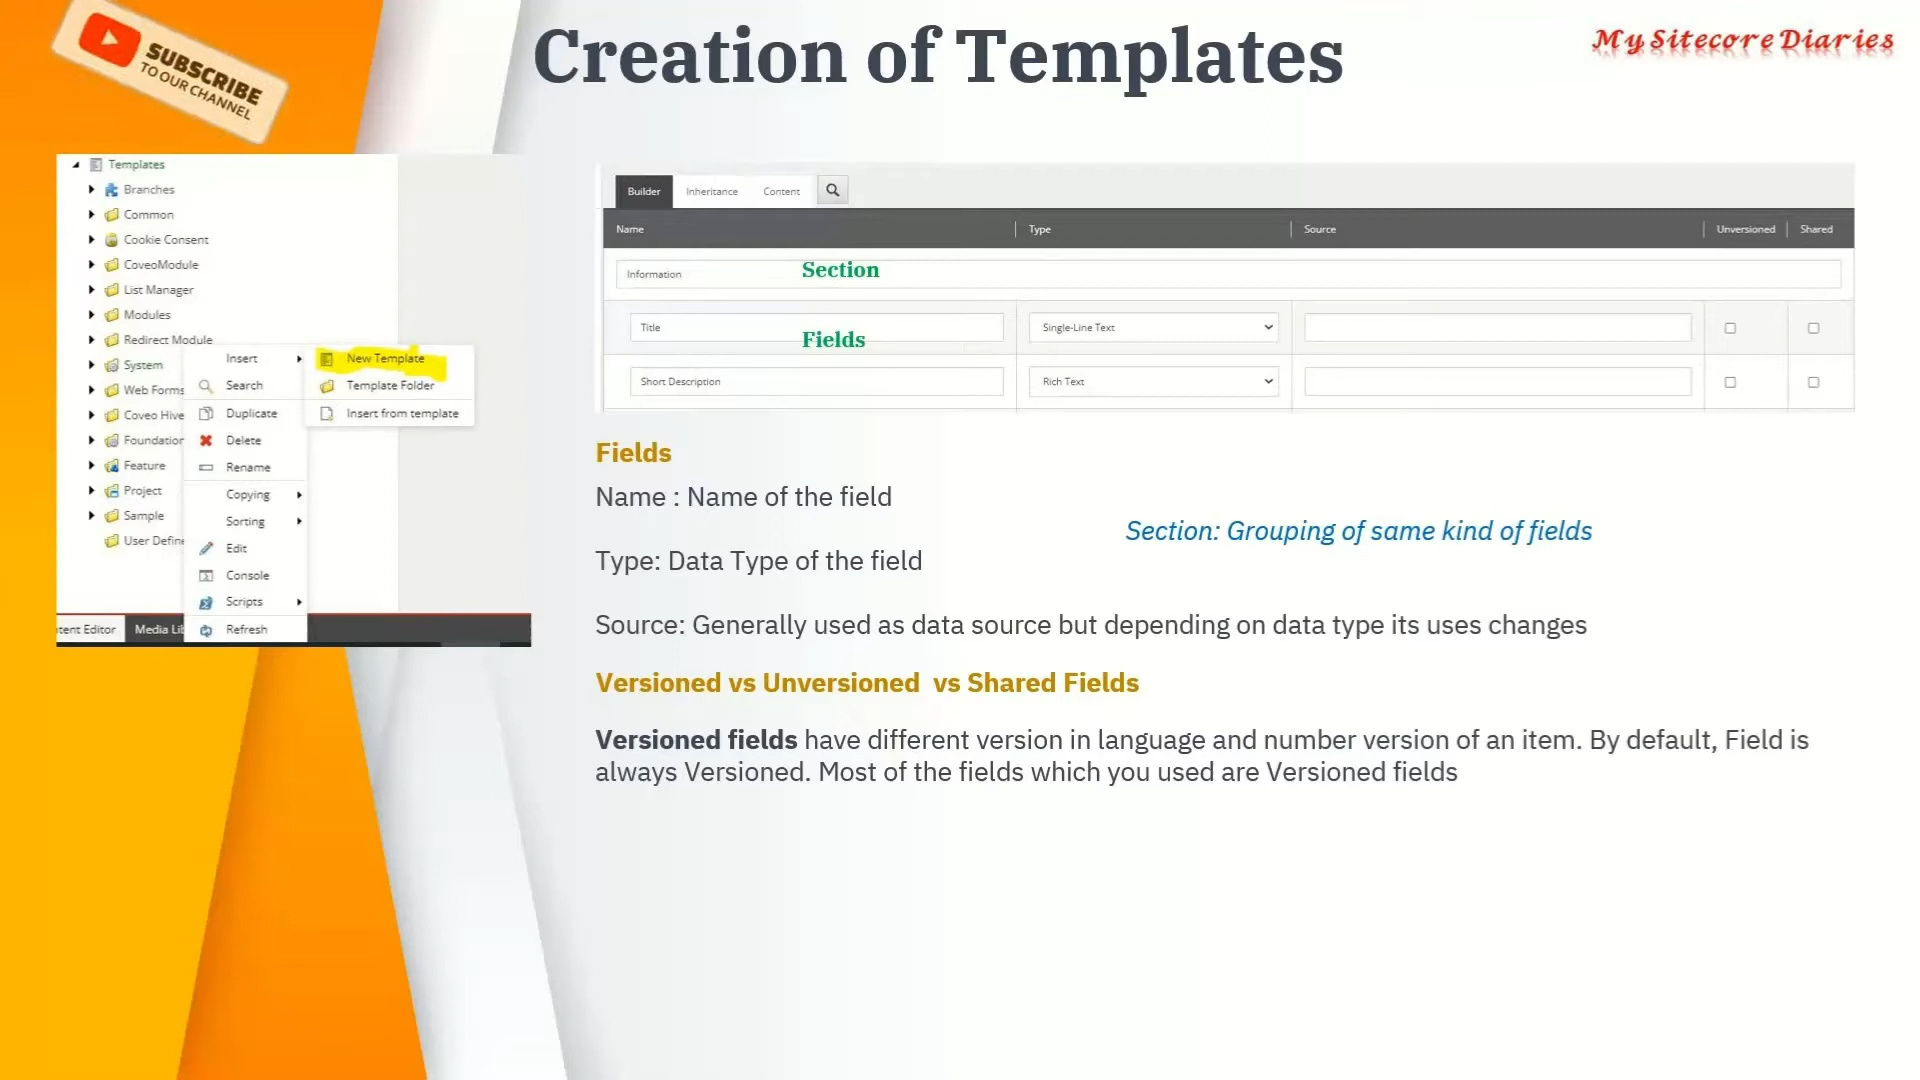 SUBSCRIBE
TO OUR CHANNEL
Creation of Templates
My Sitecore Diaries
Templates
Branches
Common
Cookie Consent
CoveoModule
List Manager
Modules
Redirect Module
System
Web Forms
Coveo Hive
Foundation
Feature
Project
Sample
User Define
Insert
Search
Duplicate
Delete
Rename
Copying
Sorting
Edit
Console
Scripts
Refresh
New Template
Template Folder
Insert from template
tent Editor Media Lib
Builder Inheritance Content
Name Type Source Unversioned Shared
Information Section
Title Single-Line Text
Fields
Short Description Rich Text
Fields
Name : Name of the field
Section: Grouping of same kind of fields
Type: Data Type of the field
Source: Generally used as data source but depending on data type its uses changes
Versioned vs Unversioned vs Shared Fields
Versioned fields have different version in language and number version of an item. By default, Field is
always Versioned. Most of the fields which you used are Versioned fields